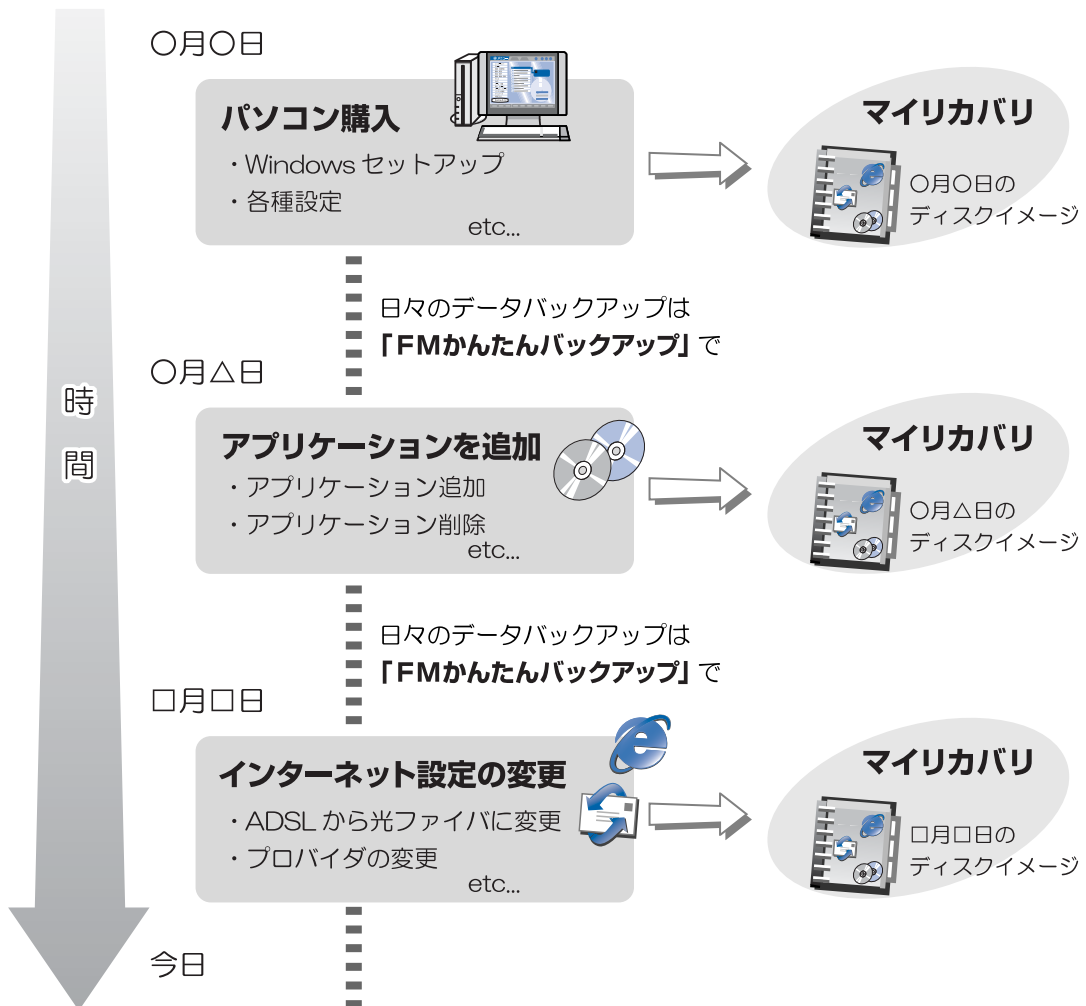 〇月〇日
パソコン購入
・Windows セットアップ
・各種設定
etc...
マイリカバリ
〇月〇日の
ディスクイメージ
日々のデータバックアップは
「FMかんたんバックアップ」で
時間
〇月△日
アプリケーションを追加
・アプリケーション追加
・アプリケーション削除
etc...
マイリカバリ
〇月△日の
ディスクイメージ
日々のデータバックアップは
「FMかんたんバックアップ」で
□月□日
インターネット設定の変更
・ADSL から光ファイバに変更
・プロバイダの変更
etc...
マイリカバリ
□月□日の
ディスクイメージ
今日